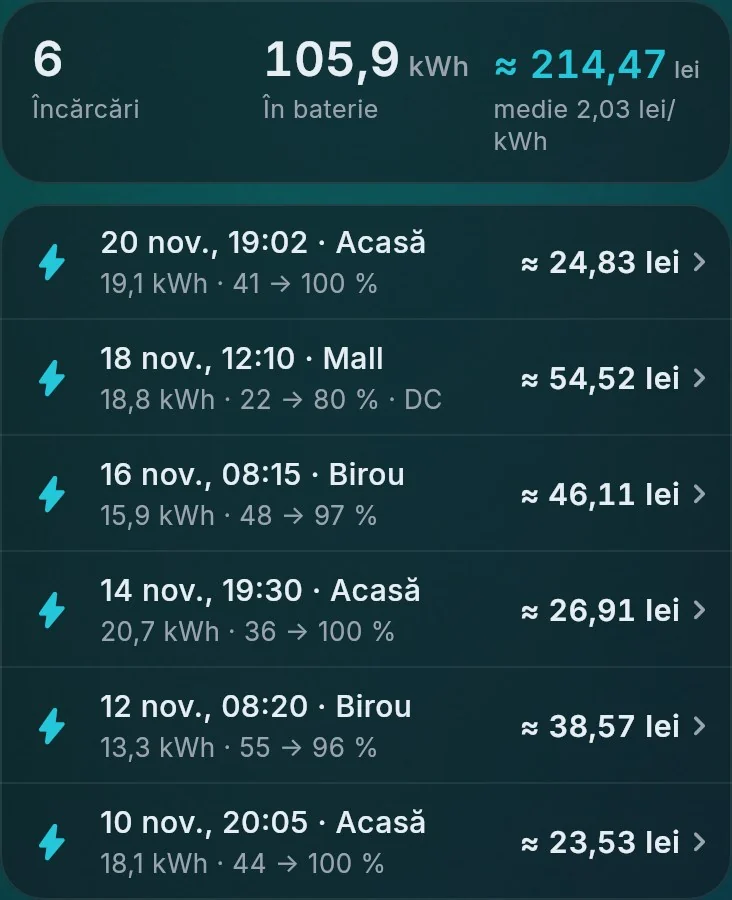 6
Încărcări
105,9 kWh
În baterie
≈ 214,47 lei
medie 2,03 lei/
kWh
20 nov., 19:02 · Acasă
19,1 kWh · 41 → 100 %
≈ 24,83 lei
18 nov., 12:10 · Mall
18,8 kWh · 22 → 80 % · DC
≈ 54,52 lei
16 nov., 08:15 · Birou
15,9 kWh · 48 → 97 %
≈ 46,11 lei
14 nov., 19:30 · Acasă
20,7 kWh · 36 → 100 %
≈ 26,91 lei
12 nov., 08:20 · Birou
13,3 kWh · 55 → 96 %
≈ 38,57 lei
10 nov., 20:05 · Acasă
18,1 kWh · 44 → 100 %
≈ 23,53 lei